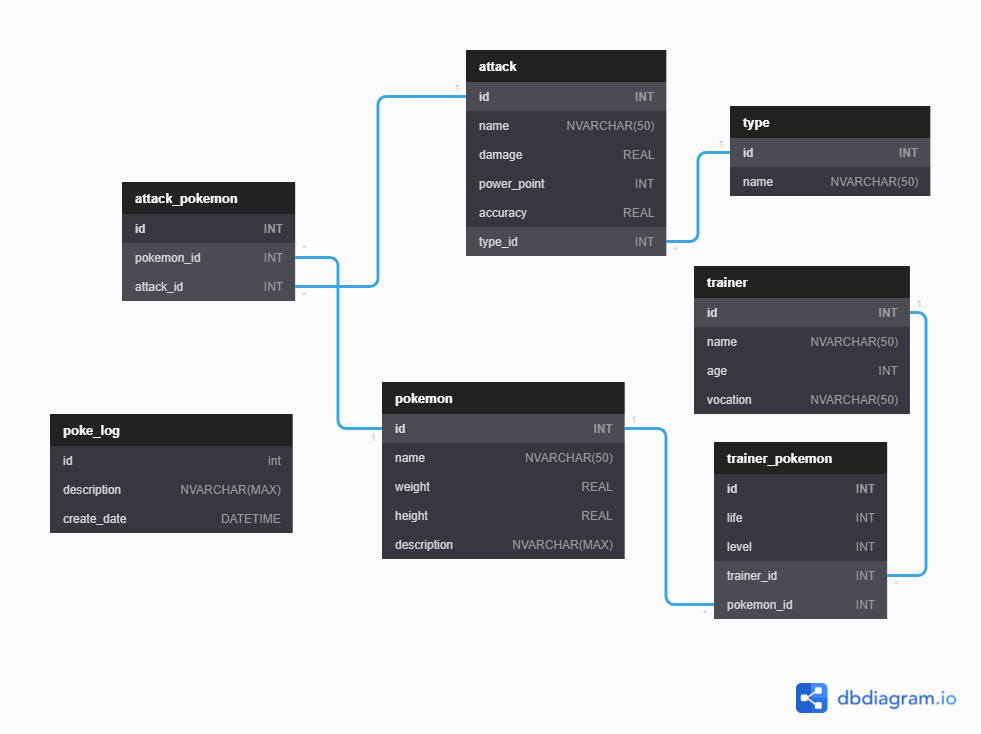 attack
id INT
name NVARCHAR(50)
damage REAL
power_point INT
accuracy REAL
type_id INT
type
id INT
name NVARCHAR(50)
attack_pokemon
id INT
pokemon_id INT
attack_id INT
trainer
id INT
name NVARCHAR(50)
age INT
vocation NVARCHAR(50)
pokemon
id INT
name NVARCHAR(50)
weight REAL
height REAL
description NVARCHAR(MAX)
poke_log
id int
description NVARCHAR(MAX)
create_date DATETIME
trainer_pokemon
id INT
life INT
level INT
trainer_id INT
pokemon_id INT
1
*
1
*
*
1
1
1
*
*
dbdiagram.io